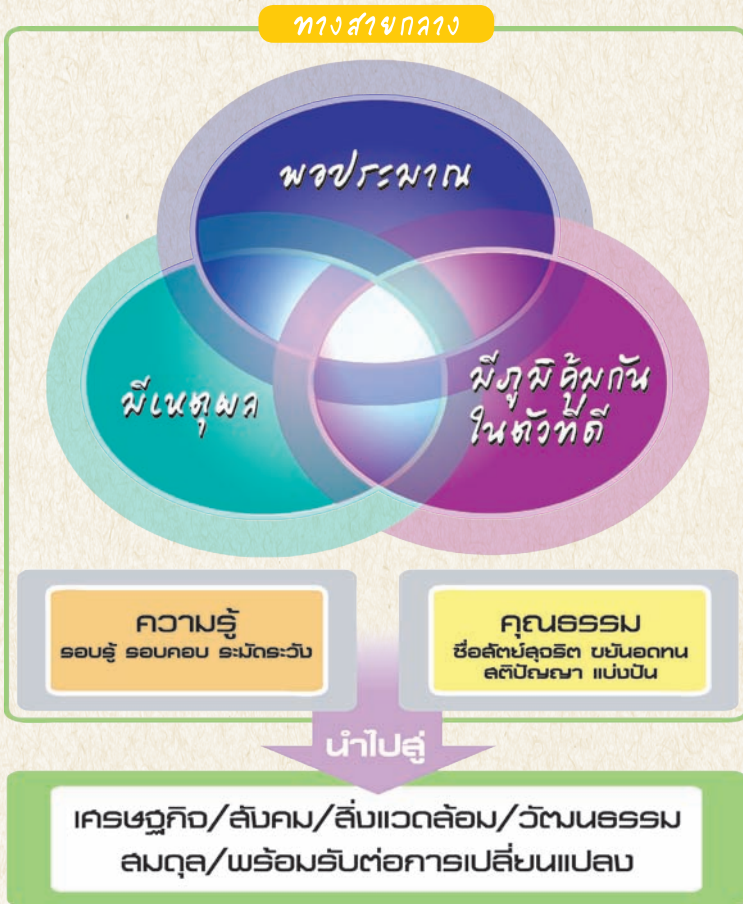 ทางสายกลาง
พอประมาณ
มีเหตุผล
มีภูมิคุ้มกัน
ในตัวที่ดี
ความรู้
รอบรู้ รอบคอบ ระมัดระวัง
คุณธรรม
ซื่อสัตย์สุจริต ขยันอดทน
สติปัญญา แบ่งปัน
นำไปสู่
เศรษฐกิจ/สังคม/สิ่งแวดล้อม/วัฒนธรรม
สมดุล/พร้อมรับต่อการเปลี่ยนแปลง